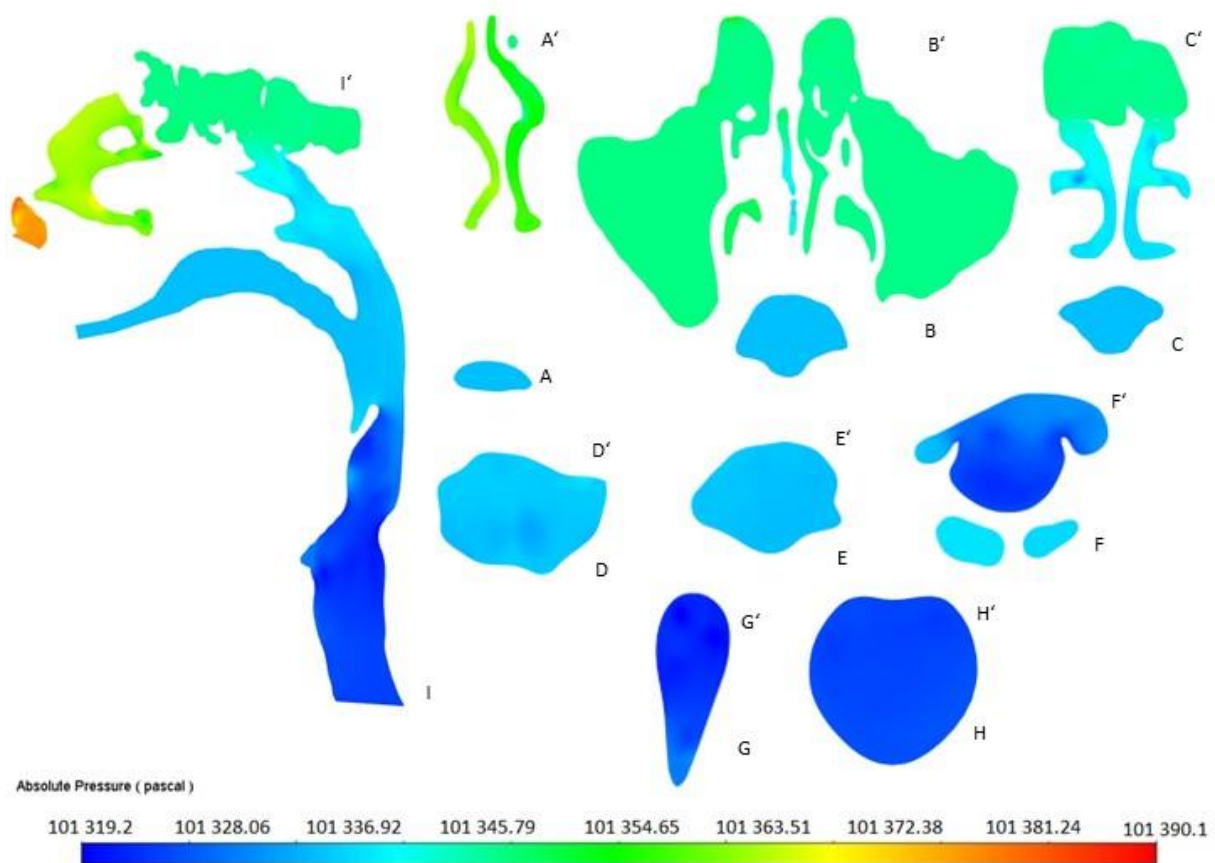 A‘
B‘
C‘
I‘
B
C
A
F‘
D‘
E‘
F
D
E
G‘
H‘
I
G
H
Absolute Pressure ( pascal )
101 319.2 101 328.06 101 336.92 101 345.79 101 354.65 101 363.51 101 372.38 101 381.24 101 390.1